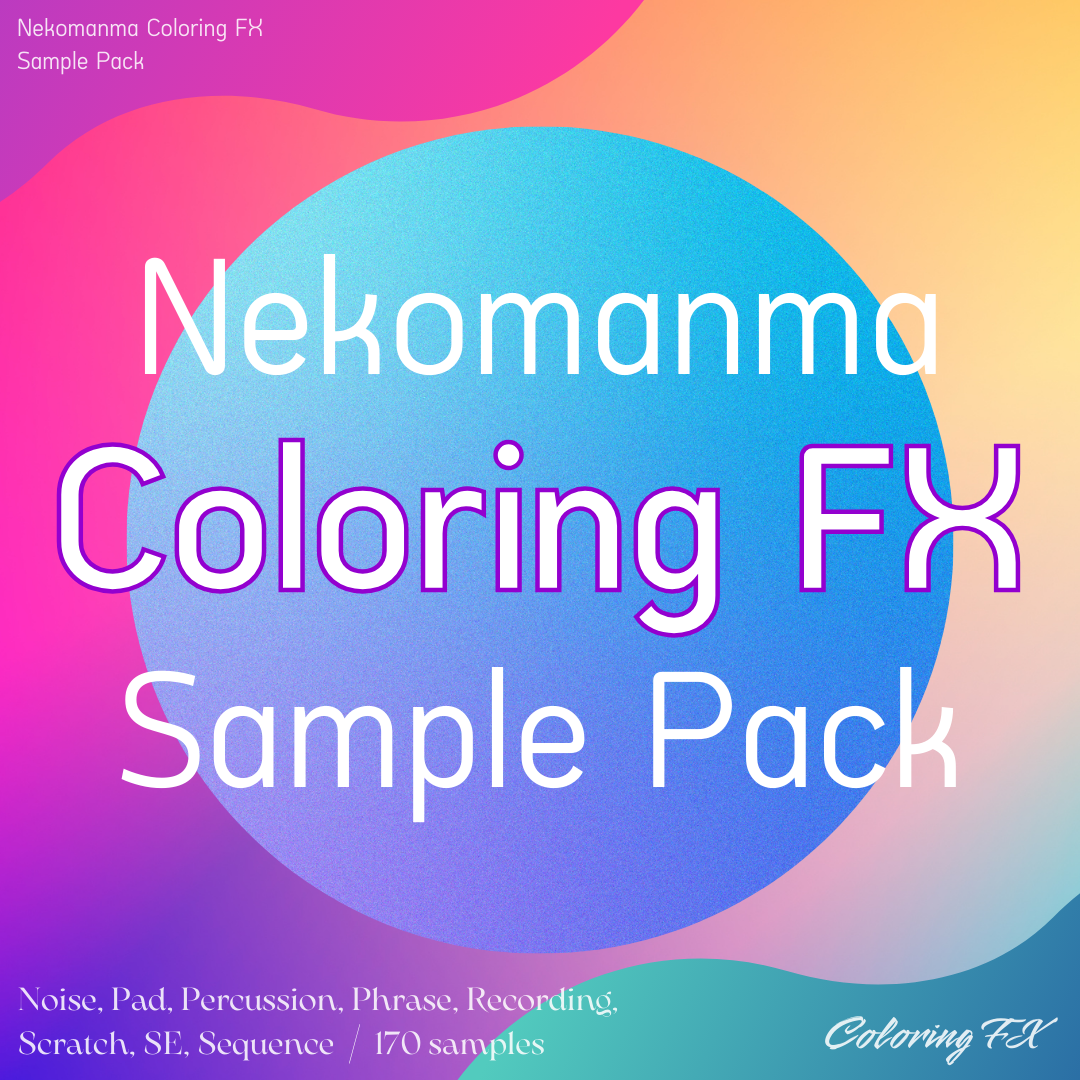 Nekomanma Coloring FX
Sample Pack
Nekomanma
Coloring FX
Sample Pack
Noise, Pad, Percussion, Phrase, Recording,
Scratch, SE, Sequence / 170 samples
Coloring FX